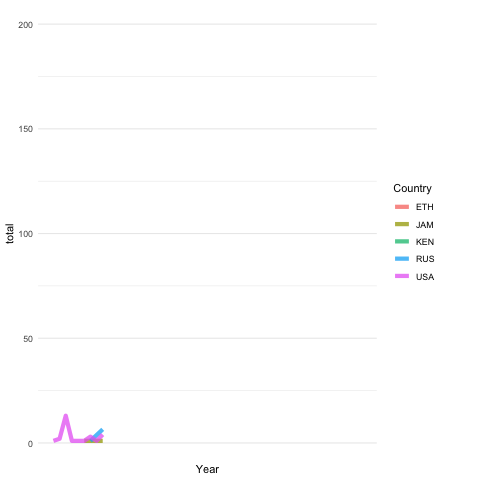 200
150
total
100
50
0
Year
Country
ETH
JAM
KEN
RUS
USA